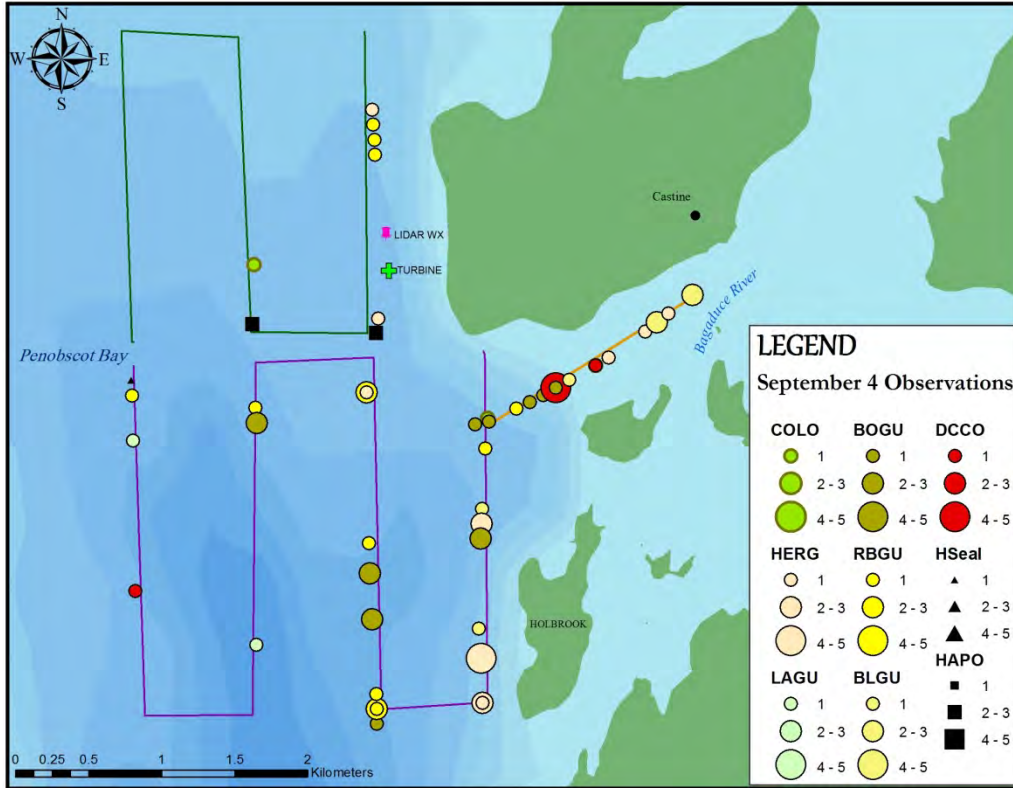 N
W E
S
Castine
LIDAR WX
TURBINE
Bagaduce River
Penobscot Bay
HOLBROOK
0 0.25 0.5 1 1.5 2
Kilometers
LEGEND
September 4 Observations
COLO BOGU DCCO
1 1 1
2 - 3 2 - 3 2 - 3
4 - 5 4 - 5 4 - 5
HERG RBGU HSeal
1 1 1
2 - 3 2 - 3 2 - 3
4 - 5 4 - 5 4 - 5
LAGU BLGU HAPO
1 1 1
2 - 3 2 - 3 2 - 3
4 - 5 4 - 5 4 - 5